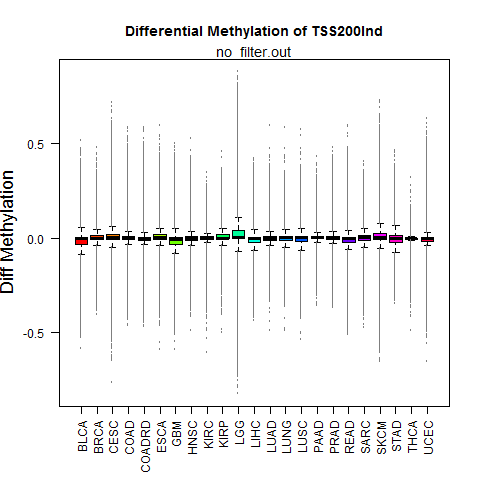 Differential Methylation of TSS200Ind
no_filter.out
Diff Methylation
0.5
0.0
-0.5
BLCA
BRCA
CESC
COAD
COADRD
ESCA
GBM
HNSC
KIRC
KIRP
LGG
LIHC
LUAD
LUNG
LUSC
PAAD
PRAD
READ
SARC
SKCM
STAD
THCA
UCEC